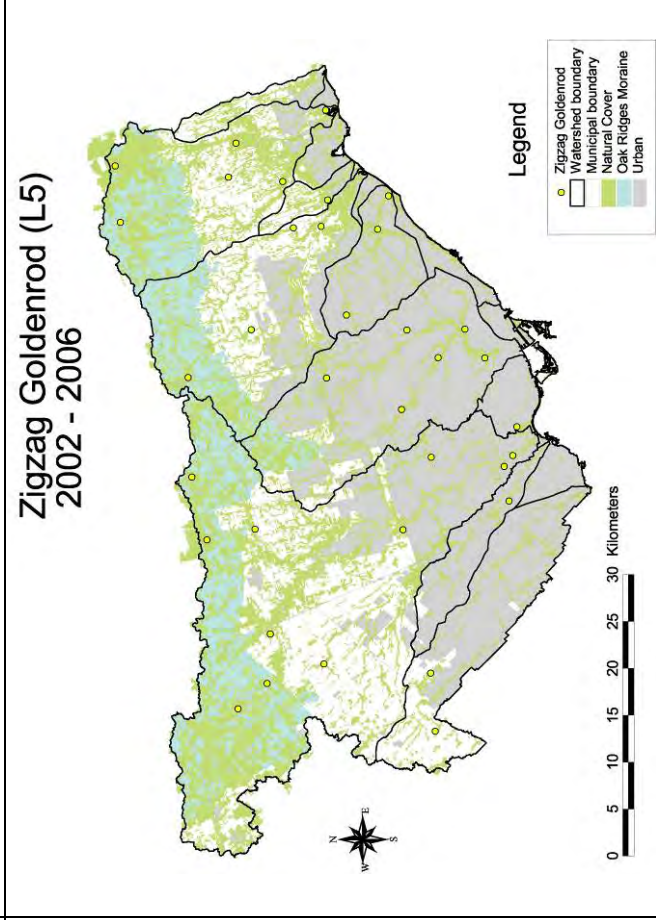 Zigzag Goldenrod (L5)
2002 - 2006
Legend
Zigzag Goldenrod
Watershed boundary
Municipal boundary
Natural Cover
Oak Ridges Moraine
Urban
N
W
E
S
0 5 10 15 20 25 30 Kilometers